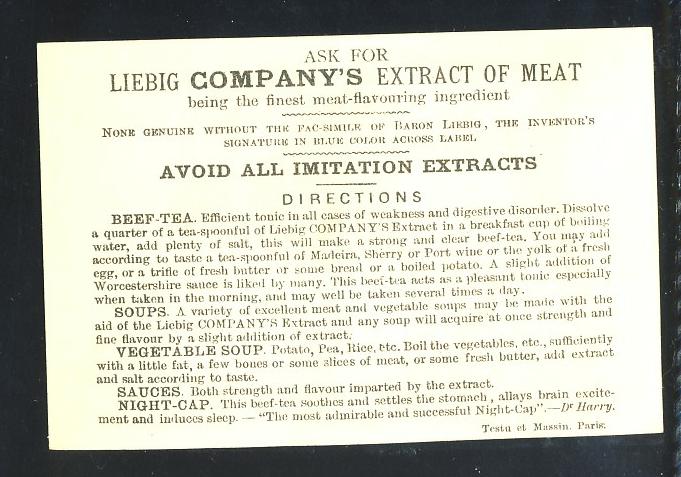 ASK FOR
LIEBIG COMPANY'S EXTRACT OF MEAT
being the finest meat-flavouring ingredient
NONE GENUINE WITHOUT THE FAC-SIMILE OF BARON LIEBIG, THE INVENTOR'S
SIGNATURE IN BLUE COLOR ACROSS LABEL
AVOID ALL IMITATION EXTRACTS
DIRECTIONS
BEEF-TEA. Efficient tonic in all cases of weakness and digestive disorder. Dissolve
a quarter of a tea-spoonful of Liebig COMPANY'S Extract in a breakfast cup of boiling
water, add plenty of salt, this will make a strong and clear beef-tea. You may add
according to taste a tea-spoonful of Madeira, Sherry or Port wine or the yolk of a fresh
egg, or a trifle of fresh butter or some bread or a boiled potato. A slight addition of
Worcestershire sauce is liked by many. This beef-tea acts as a pleasant tonic especially
when taken in the morning, and may well be taken several times a day.
SOUPS. A variety of excellent meat and vegetable soups may be made with the
aid of the Liebig COMPANY'S Extract and any soup will acquire at once strength and
fine flavour by a slight addition of extract.
VEGETABLE SOUP. Potato, Pea, Rice, etc. Boil the vegetables, etc., sufficiently
with a little fat, a few bones or some slices of meat, or some fresh butter, add extract
and salt according to taste.
SAUCES. Both strength and flavour imparted by the extract.
NIGHT-CAP. This beef-tea soothes and settles the stomach, allays brain excite-
ment and induces sleep. — "The most admirable and successful Night-Cap".—Dr Harry.
Testu et Massin, Paris.